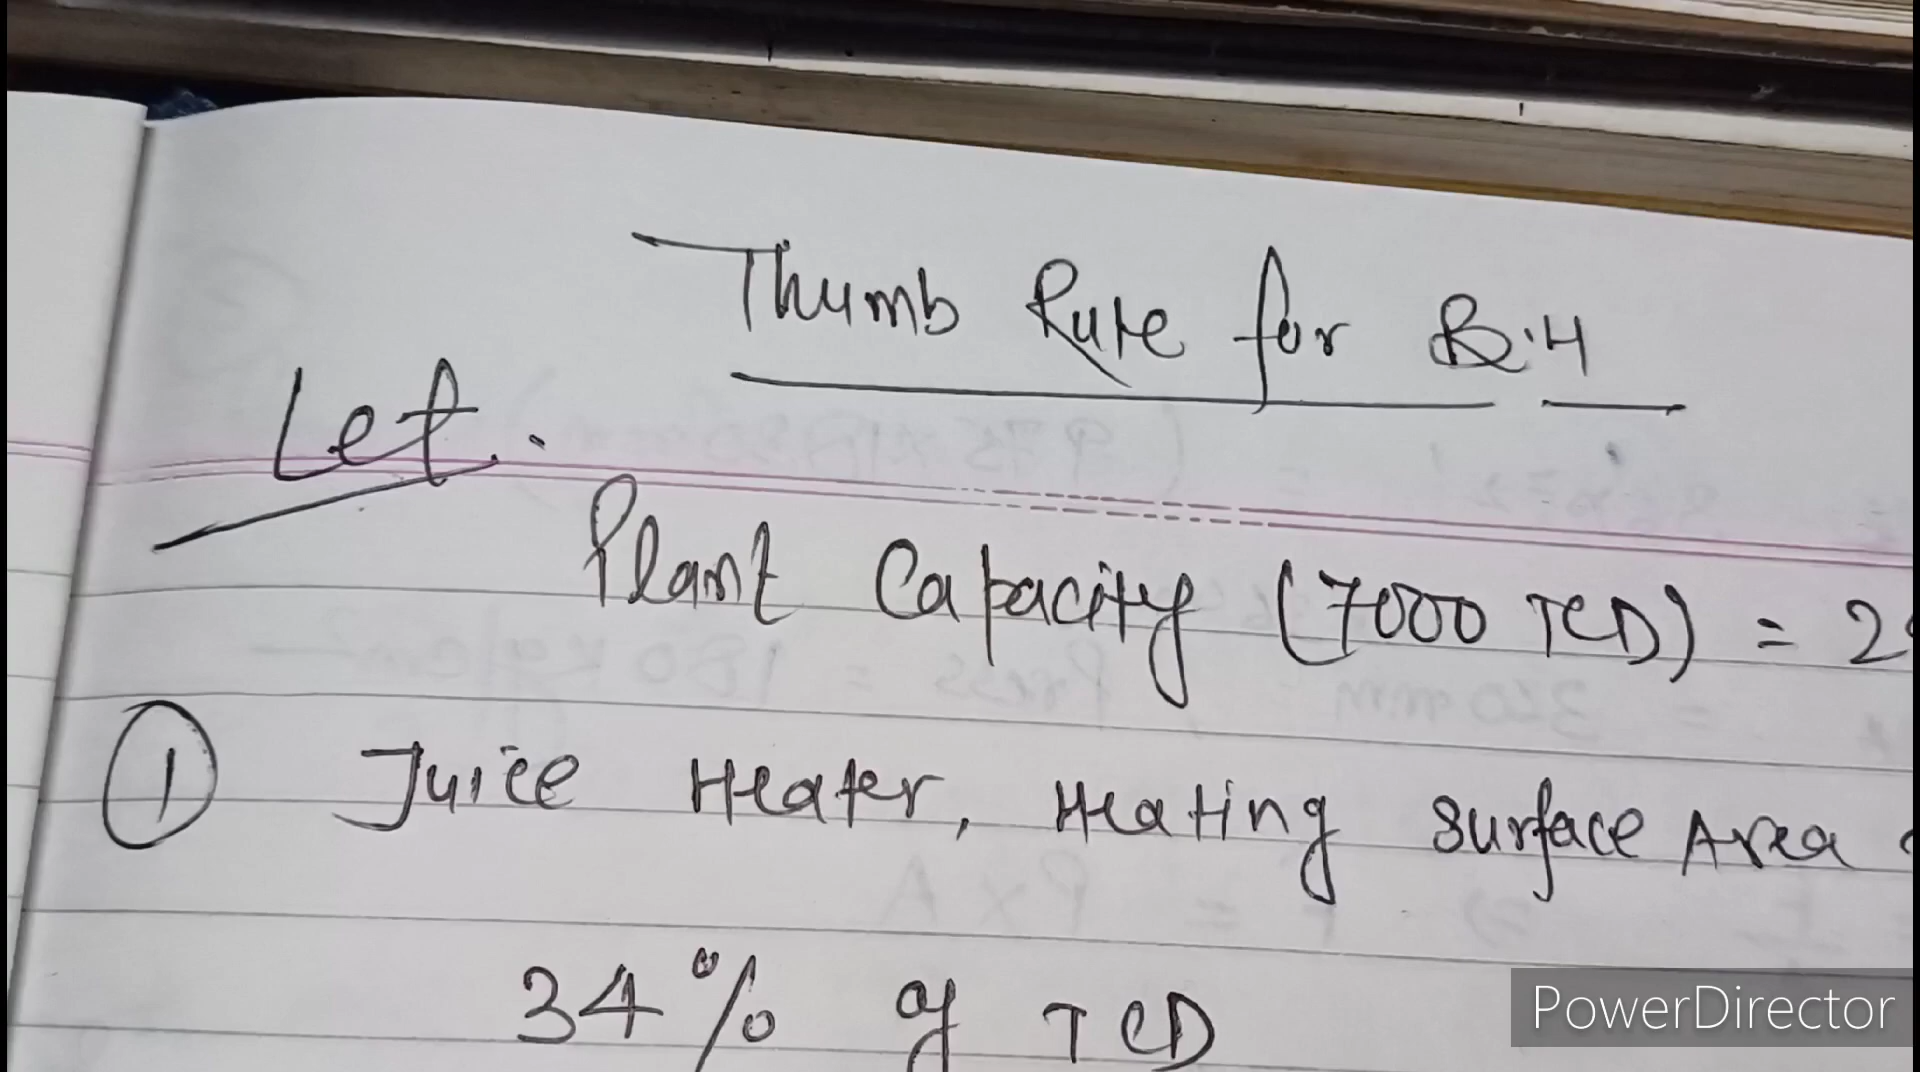 Thumb Rule for B.H
Let.
Plant Capacity (7000 TCD) = 2
① Juice Heater, Heating Surface Area
34% of TCD
PowerDirector